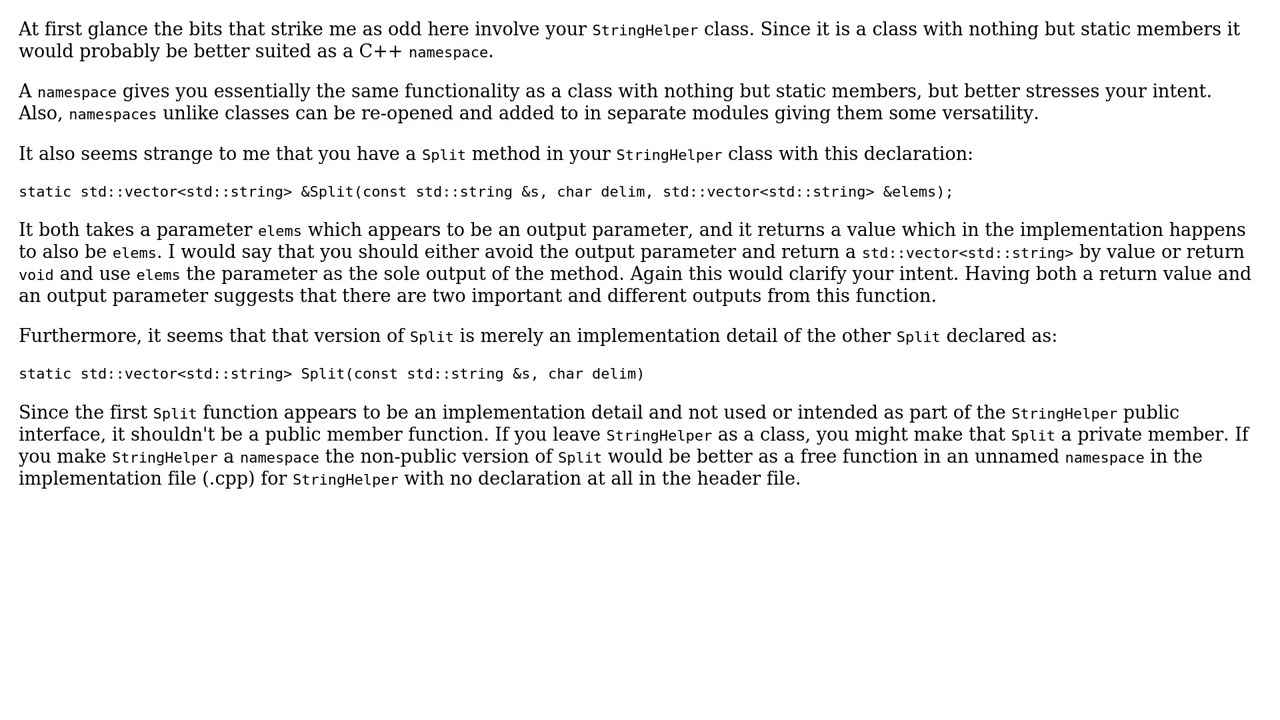 At first glance the bits that strike me as odd here involve your StringHelper class. Since it is a class with nothing but static members it
would probably be better suited as a C++ namespace.
A namespace gives you essentially the same functionality as a class with nothing but static members, but better stresses your intent.
Also, namespaces unlike classes can be re-opened and added to in separate modules giving them some versatility.
It also seems strange to me that you have a Split method in your StringHelper class with this declaration:
static std::vector<std::string> &Split(const std::string &s, char delim, std::vector<std::string> &elems);
It both takes a parameter elems which appears to be an output parameter, and it returns a value which in the implementation happens
to also be elems. I would say that you should either avoid the output parameter and return a std::vector<std::string> by value or return
void and use elems the parameter as the sole output of the method. Again this would clarify your intent. Having both a return value and
an output parameter suggests that there are two important and different outputs from this function.
Furthermore, it seems that that version of Split is merely an implementation detail of the other Split declared as:
static std::vector<std::string> Split(const std::string &s, char delim)
Since the first Split function appears to be an implementation detail and not used or intended as part of the StringHelper public
interface, it shouldn't be a public member function. If you leave StringHelper as a class, you might make that Split a private member. If
you make StringHelper a namespace the non-public version of Split would be better as a free function in an unnamed namespace in the
implementation file (.cpp) for StringHelper with no declaration at all in the header file.